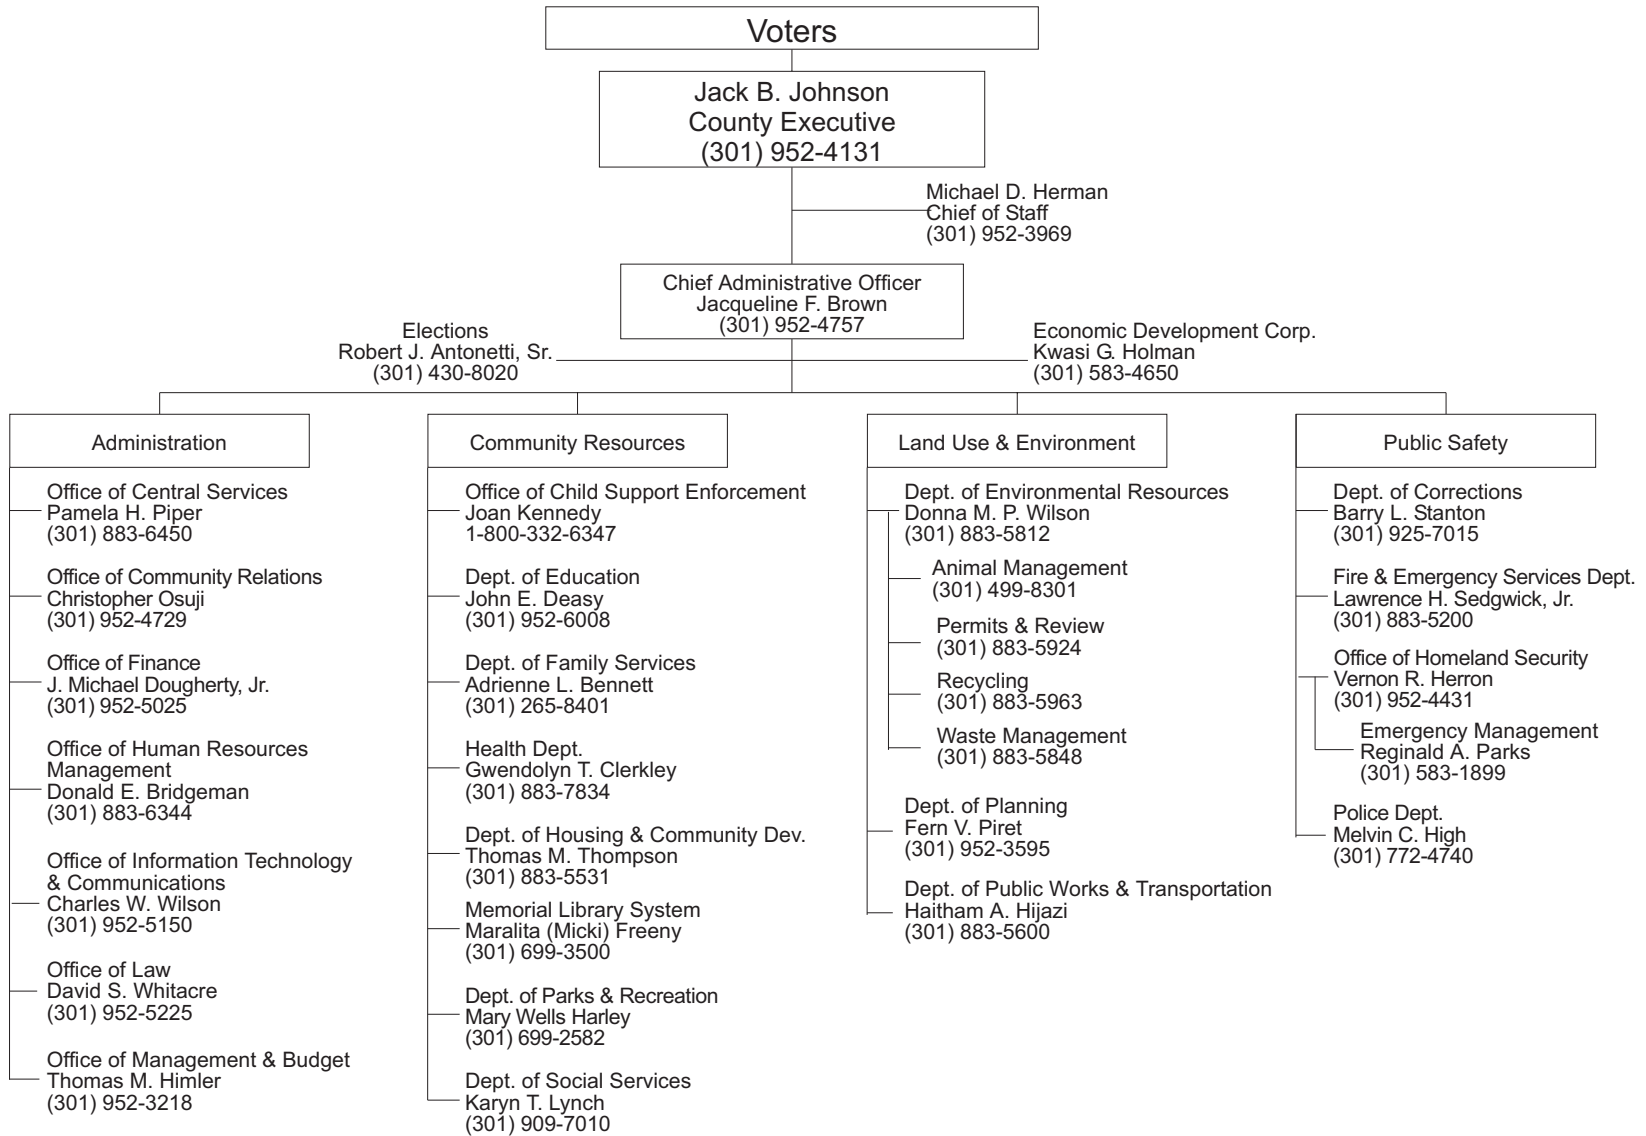 Voters
Jack B. Johnson
County Executive
(301) 952-4131
Michael D. Herman
Chief of Staff
(301) 952-3969
Chief Administrative Officer
Jacqueline F. Brown
(301) 952-4757
Elections
Robert J. Antonetti, Sr.
(301) 430-8020
Economic Development Corp.
Kwasi G. Holman
(301) 583-4650
Administration
Office of Central Services
Pamela H. Piper
(301) 883-6450
Office of Community Relations
Christopher Osuji
(301) 952-4729
Office of Finance
J. Michael Dougherty, Jr.
(301) 952-5025
Office of Human Resources
Management
Donald E. Bridgeman
(301) 883-6344
Office of Information Technology
& Communications
Charles W. Wilson
(301) 952-5150
Office of Law
David S. Whitacre
(301) 952-5225
Office of Management & Budget
Thomas M. Himler
(301) 952-3218
Community Resources
Office of Child Support Enforcement
Joan Kennedy
1-800-332-6347
Dept. of Education
John E. Deasy
(301) 952-6008
Dept. of Family Services
Adrienne L. Bennett
(301) 265-8401
Health Dept.
Gwendolyn T. Clerkley
(301) 883-7834
Dept. of Housing & Community Dev.
Thomas M. Thompson
(301) 883-5531
Memorial Library System
Maralita (Micki) Freeny
(301) 699-3500
Dept. of Parks & Recreation
Mary Wells Harley
(301) 699-2582
Dept. of Social Services
Karyn T. Lynch
(301) 909-7010
Land Use & Environment
Dept. of Environmental Resources
Donna M. P. Wilson
(301) 883-5812
Animal Management
(301) 499-8301
Permits & Review
(301) 883-5924
Recycling
(301) 883-5963
Waste Management
(301) 883-5848
Dept. of Planning
Fern V. Piret
(301) 952-3595
Dept. of Public Works & Transportation
Haitham A. Hijazi
(301) 883-5600
Public Safety
Dept. of Corrections
Barry L. Stanton
(301) 925-7015
Fire & Emergency Services Dept.
Lawrence H. Sedgwick, Jr.
(301) 883-5200
Office of Homeland Security
Vernon R. Herron
(301) 952-4431
Emergency Management
Reginald A. Parks
(301) 583-1899
Police Dept.
Melvin C. High
(301) 772-4740